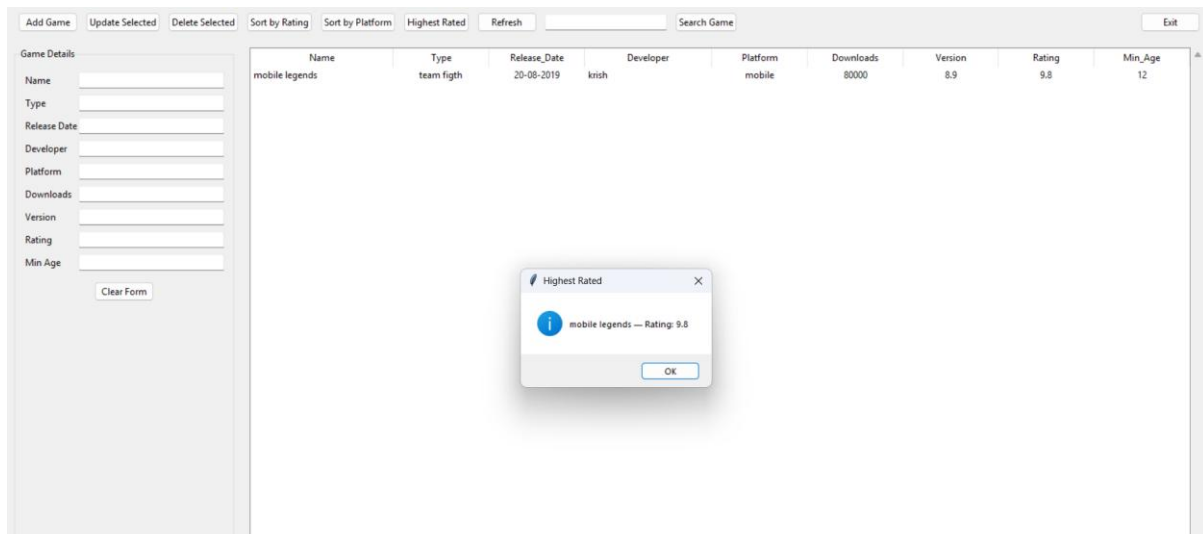 Add Game Update Selected Delete Selected Sort by Rating Sort by Platform Highest Rated Refresh Search Game Exit
Game Details
Name
Type
Release Date
Developer
Platform
Downloads
Version
Rating
Min Age
Clear Form
Name Type Release_Date Developer Platform Downloads Version Rating Min_Age
mobile legends team figth 20-08-2019 krish mobile 80000 8.9 9.8 12
Highest Rated
mobile legends — Rating: 9.8
OK